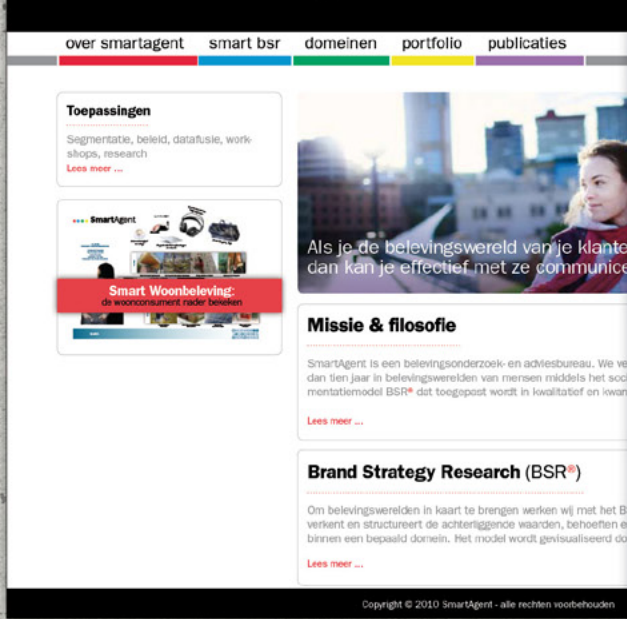 over smartagent smart bsr domeinen portfolio publicaties
Toepassingen
Segmentatie, beleid, datafusie, work-
shops, research
Lees meer ...
SmartAgent
Smart Woonbeleving:
de woonconsument nader bekeken
Als je de belevingswereld van je klante
dan kan je effectief met ze communice
Missie & filosofie
SmartAgent is een belevingsonderzoek- en adviesbureau. We ve
dan tien jaar in belevingswerelden van mensen middels het soci
mentatiemodel BSR® dat toegepast wordt in kwalitatief en kwan
Lees meer ...
Brand Strategy Research (BSR®)
Om belevingswerelden in kaart te brengen werken wij met het B
verkent en structureert de achterliggende waarden, behoeften e
binnen een bepaald domein. Het model wordt gevisualiseerd do
Lees meer ...
Copyright © 2010 SmartAgent - alle rechten voorbehouden